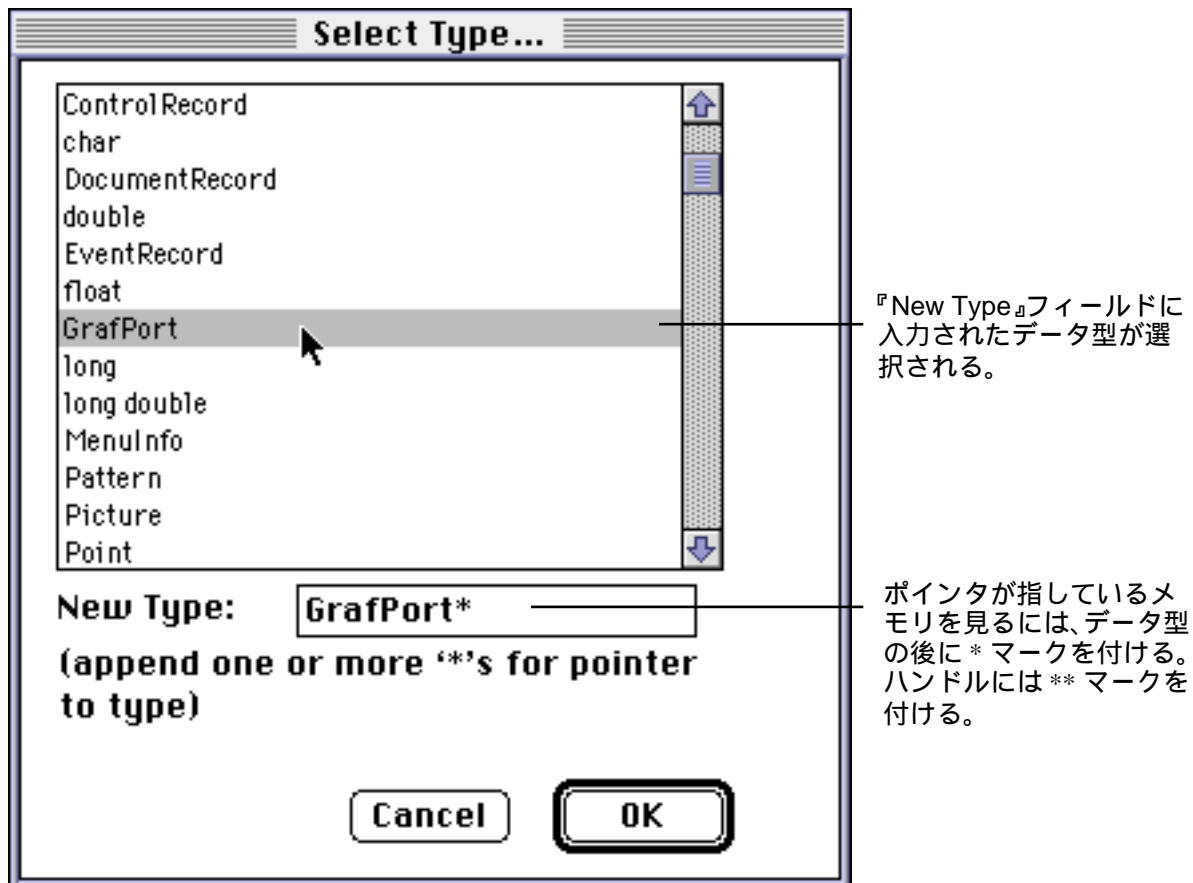 Select Type...
ControlRecord
char
DocumentRecord
double
EventRecord
float
GrafPort
long
long double
MenuInfo
Pattern
Picture
Point
New Type: GrafPort*
(append one or more ‘*’s for pointer
to type)
Cancel OK
『New Type』フィールドに
入力されたデータ型が選
択される。
ポインタが指しているメ
モリを見るには、データ型
の後に * マークを付ける。
ハンドルには ** マークを
付ける。